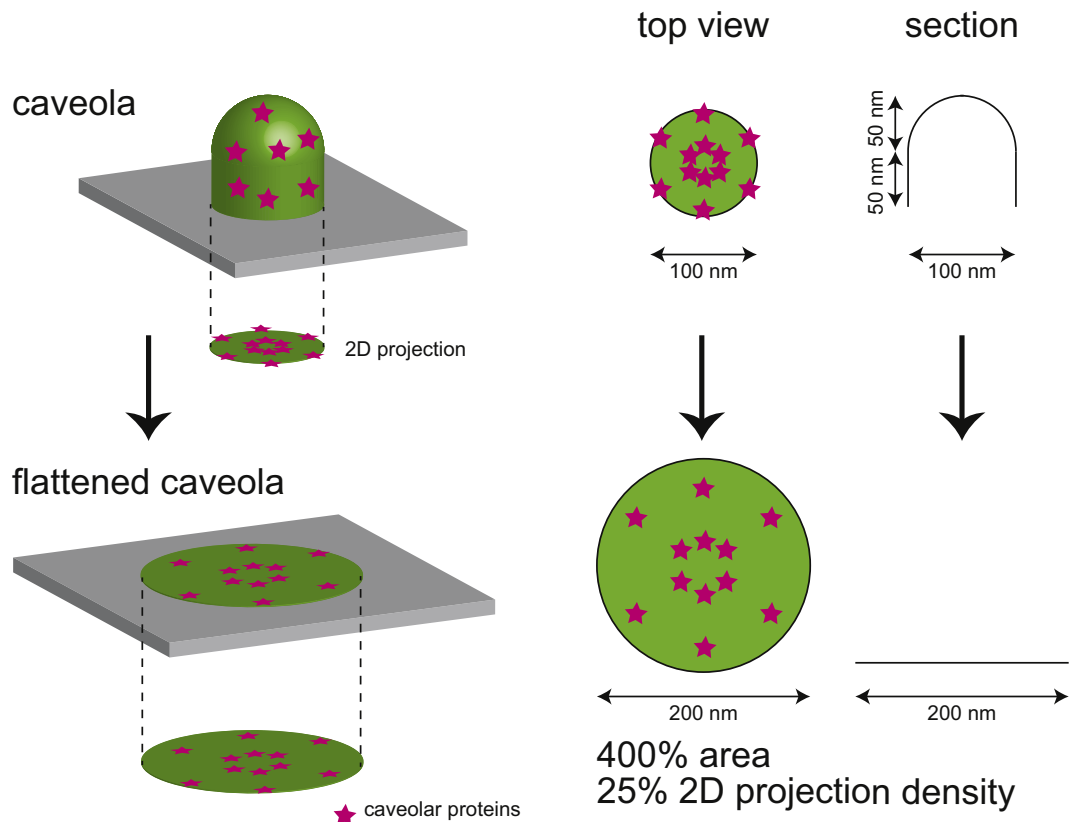 top view
section
caveola
50 nm
50 nm
100 nm
100 nm
2D projection
flattened caveola
200 nm
200 nm
400% area
25% 2D projection density
caveolar proteins